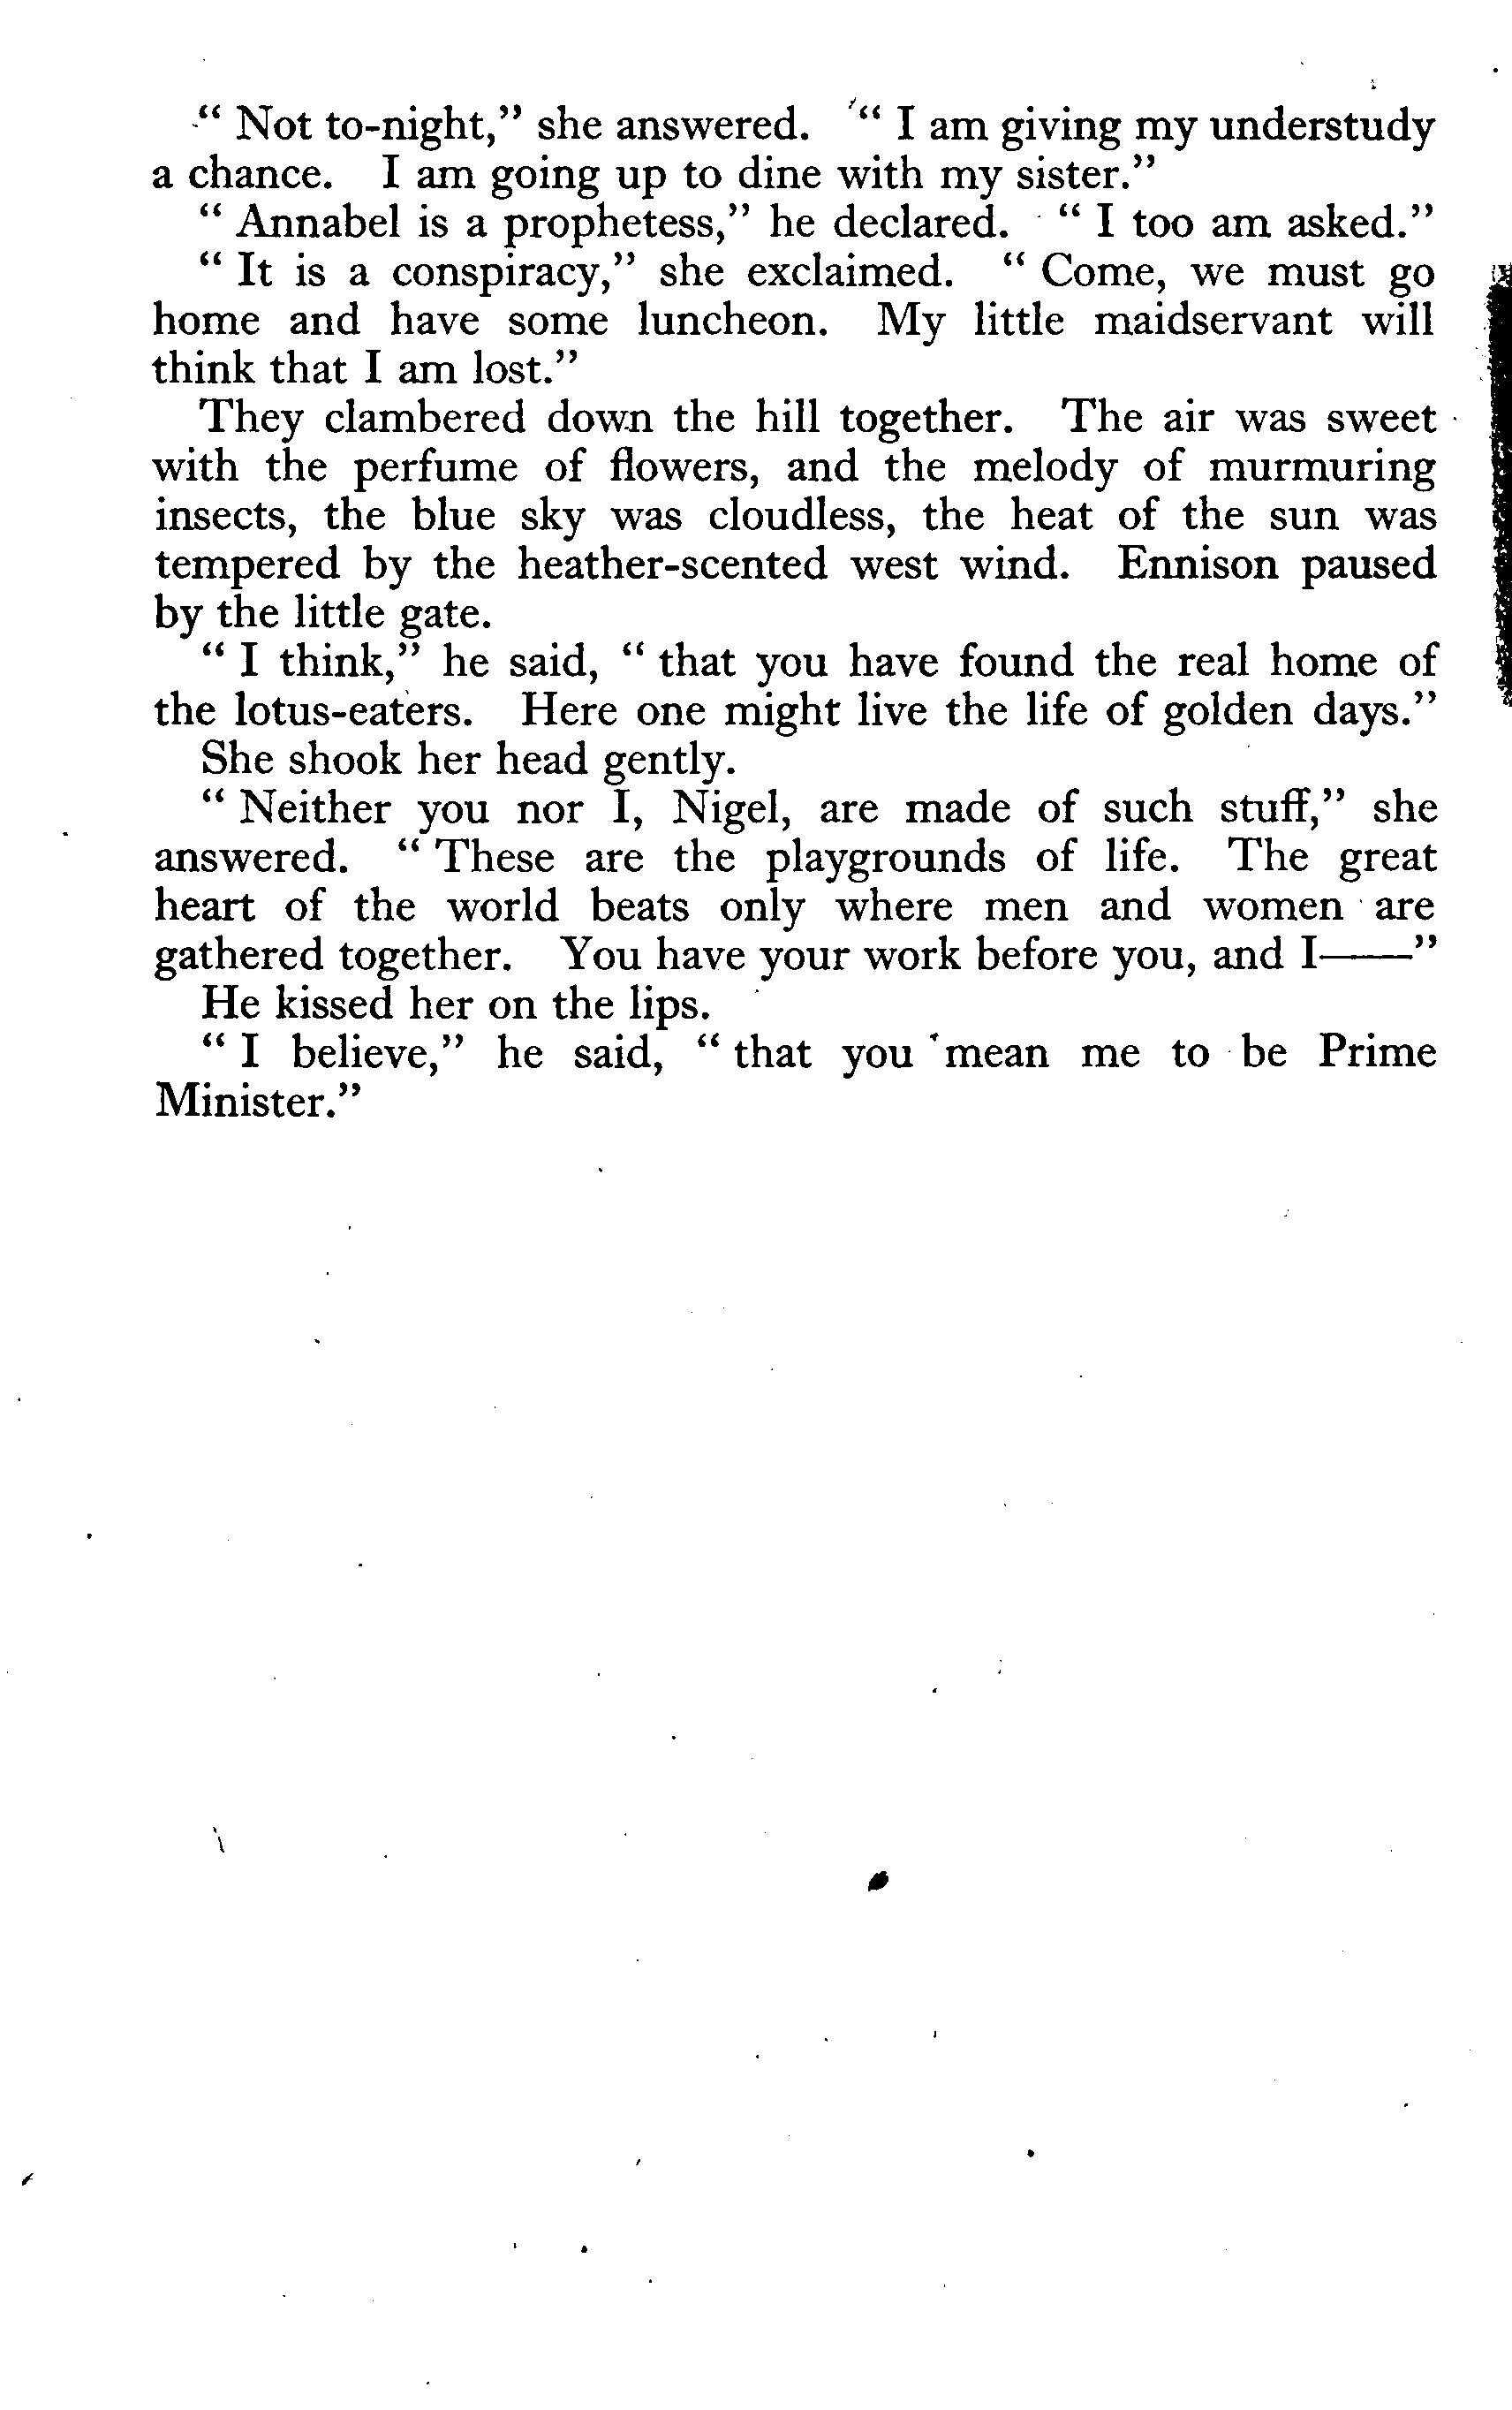 “ Not to-night,” she answered. “ I am giving my understudy
a chance. I am going up to dine with my sister.”
“ Annabel is a prophetess,” he declared. “ I too am asked.”
“ It is a conspiracy,” she exclaimed. “ Come, we must go
home and have some luncheon. My little maidservant will
think that I am lost.”
They clambered down the hill together. The air was sweet
with the perfume of flowers, and the melody of murmuring
insects, the blue sky was cloudless, the heat of the sun was
tempered by the heather-scented west wind. Ennison paused
by the little gate.
“ I think,” he said, “ that you have found the real home of
the lotus-eaters. Here one might live the life of golden days.”
She shook her head gently.
“ Neither you nor I, Nigel, are made of such stuff,” she
answered. “ These are the playgrounds of life. The great
heart of the world beats only where men and women are
gathered together. You have your work before you, and I——”
He kissed her on the lips.
“ I believe,” he said, “ that you mean me to be Prime
Minister.”